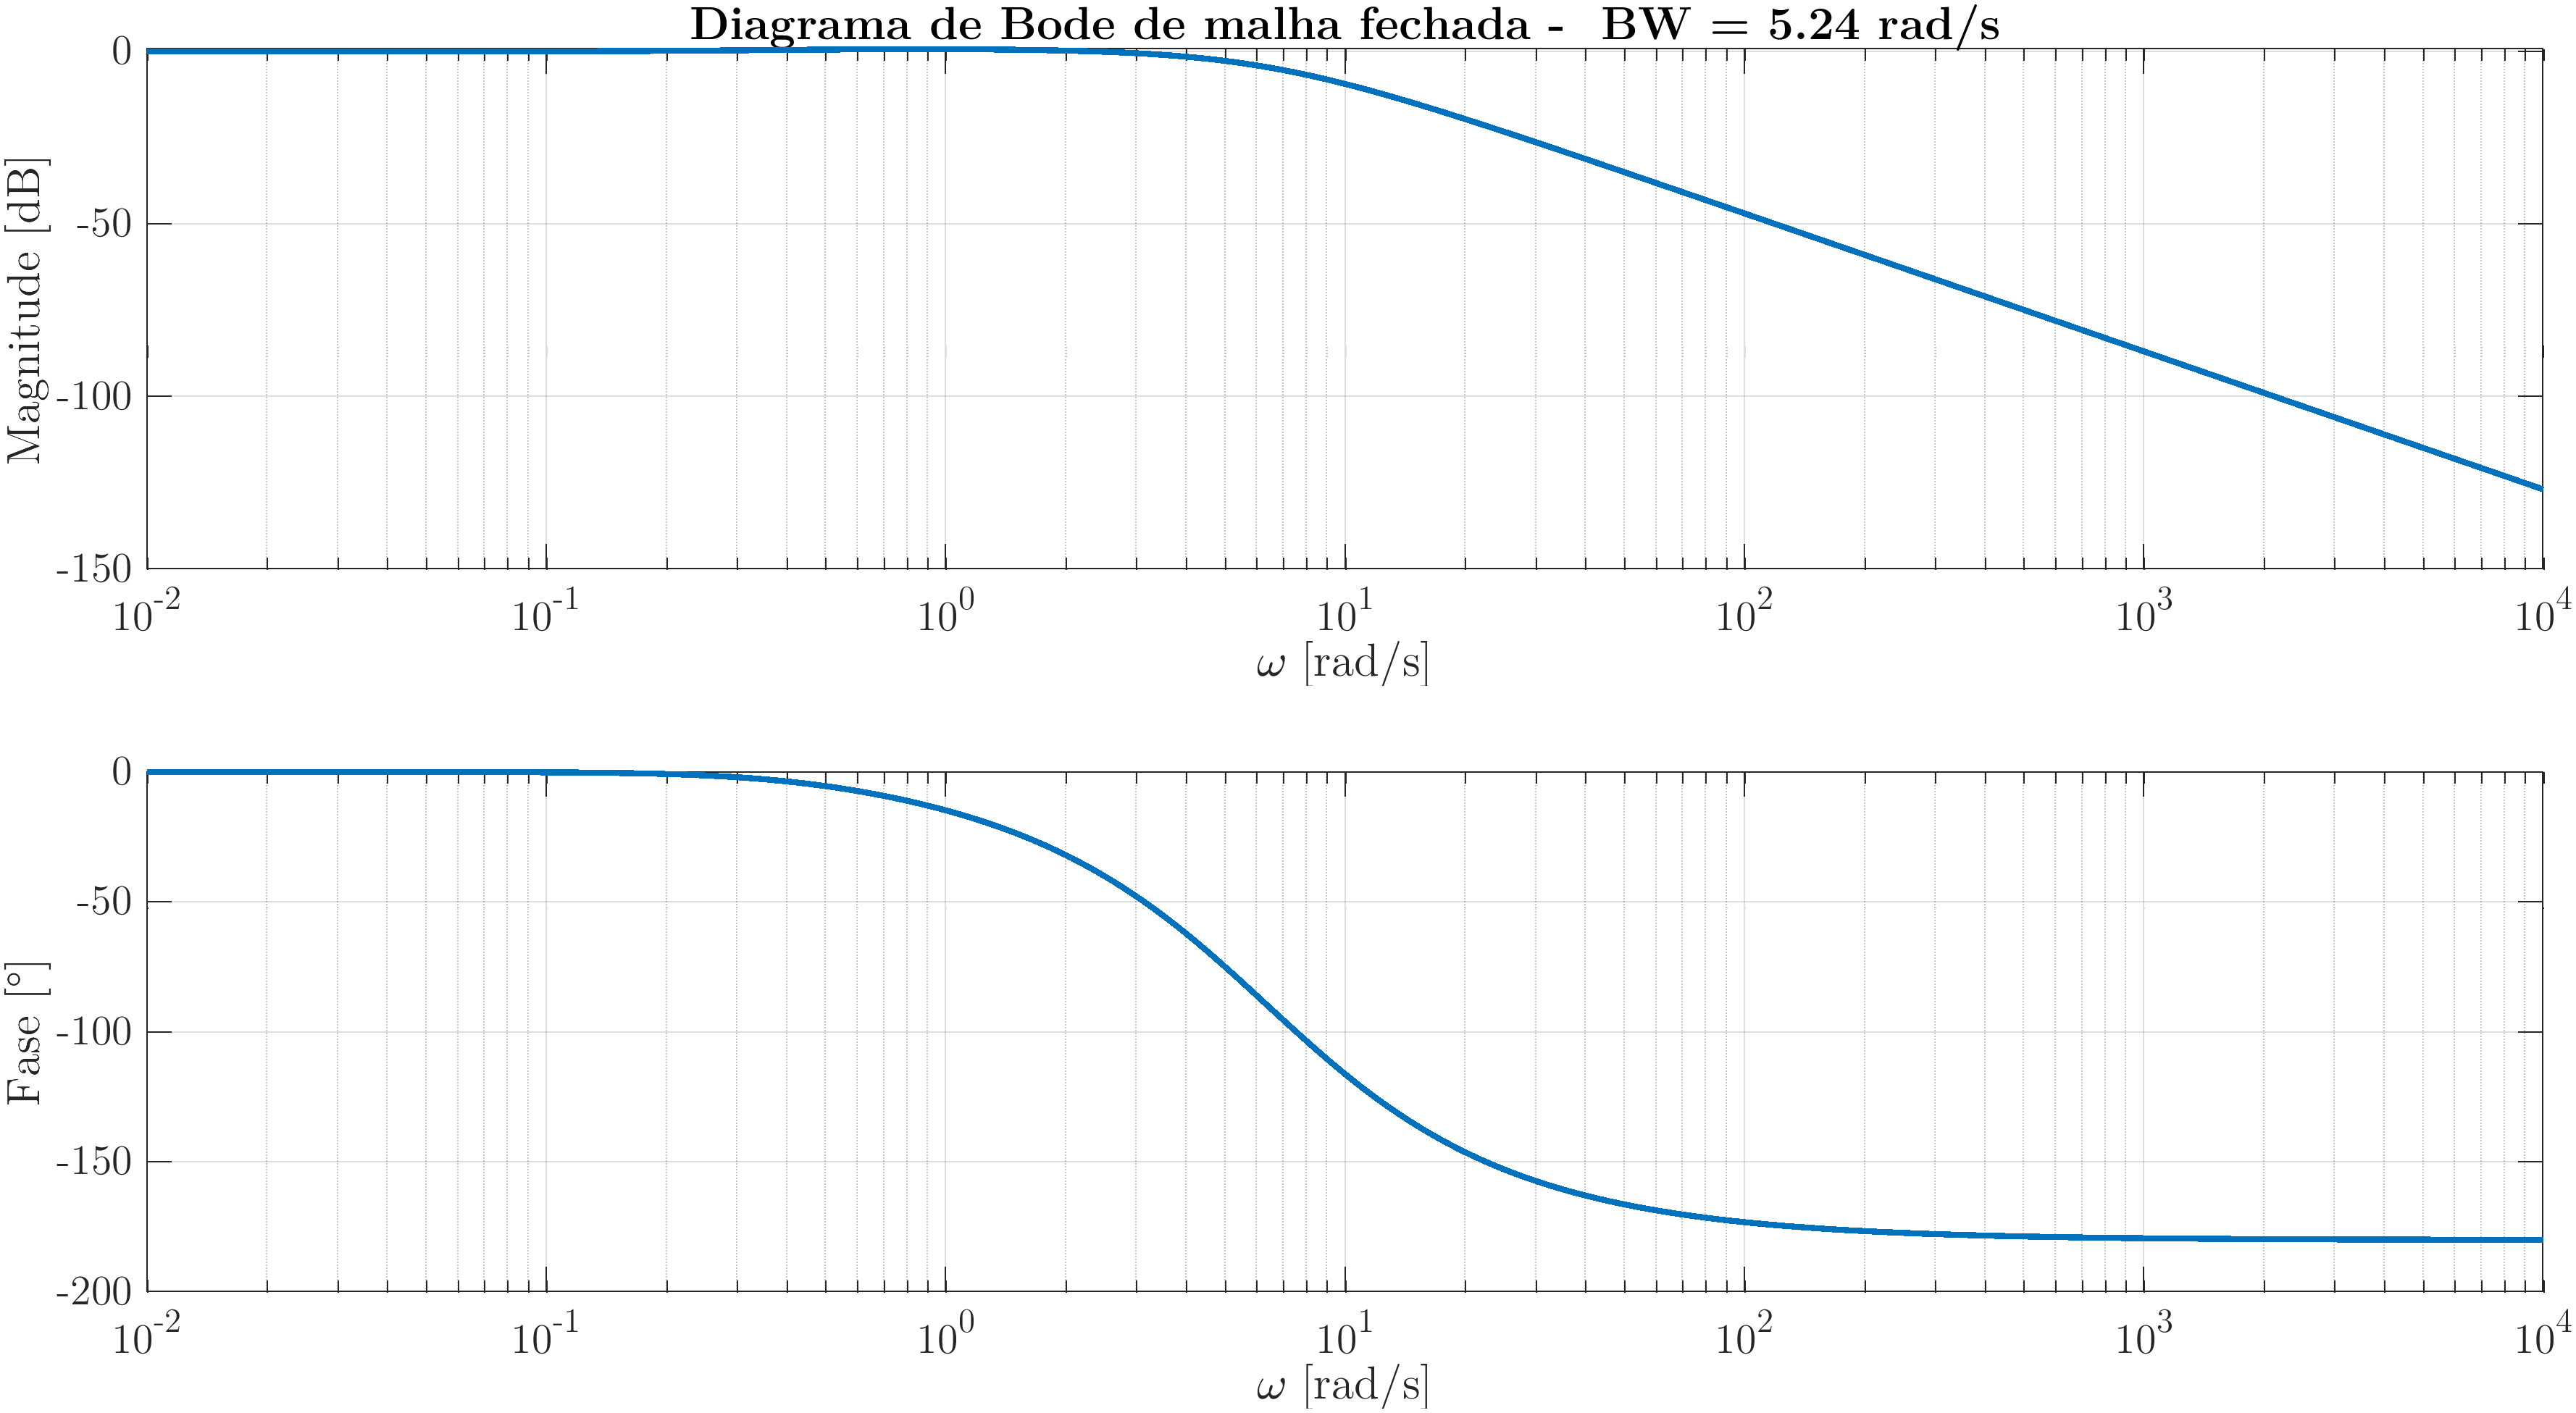 Diagrama de Bode de malha fechada - BW = 5.24 rad/s
Magnitude [dB]
0
-50
-100
-150
10^-2 10^-1 10^0 10^1 10^2 10^3 10^4
ω [rad/s]
Fase [°]
0
-50
-100
-150
-200
10^-2 10^-1 10^0 10^1 10^2 10^3 10^4
ω [rad/s]